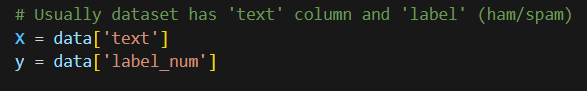 # Usually dataset has 'text' column and 'label' (ham/spam)
X = data['text']
y = data['label_num']